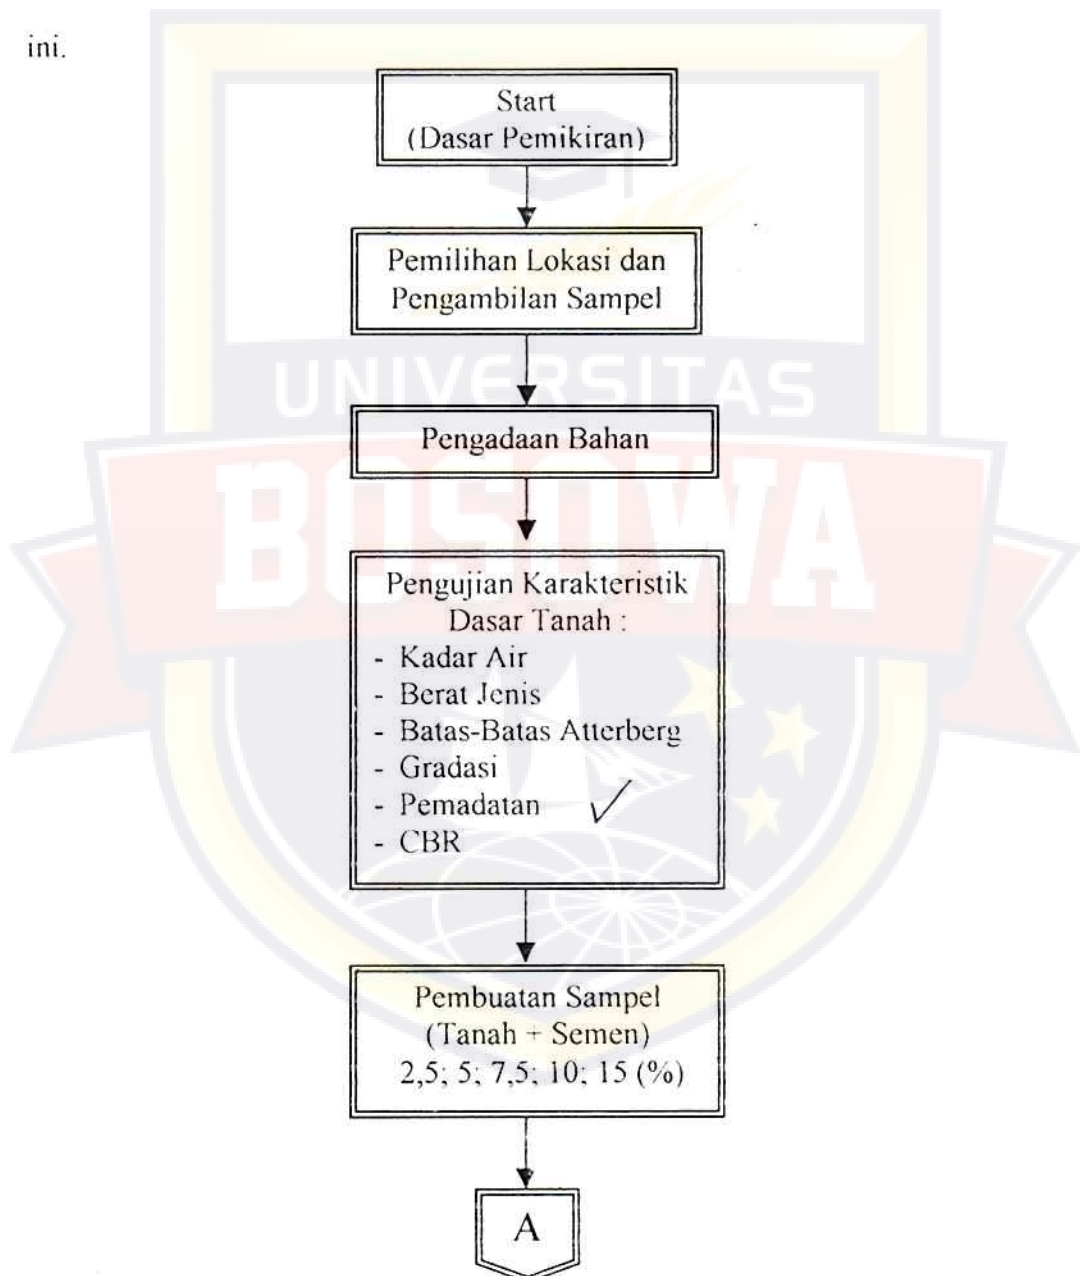 ini.
Start
(Dasar Pemikiran)
Pemilihan Lokasi dan
Pengambilan Sampel
UNIVERSITAS
Pengadaan Bahan
BOSOWA
Pengujian Karakteristik
Dasar Tanah :
- Kadar Air
- Berat Jenis
- Batas-Batas Atterberg
- Gradasi
- Pemadatan ✓
- CBR
Pembuatan Sampel
(Tanah + Semen)
2,5; 5; 7,5; 10; 15 (%)
A